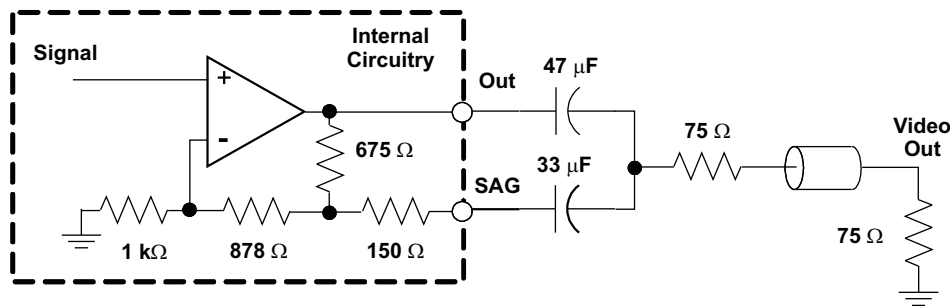 Signal
Internal
Circuitry
Out
47 µF
+
-
675 Ω
75 Ω
Video
Out
SAG
33 µF
1 kΩ
878 Ω
150 Ω
75 Ω